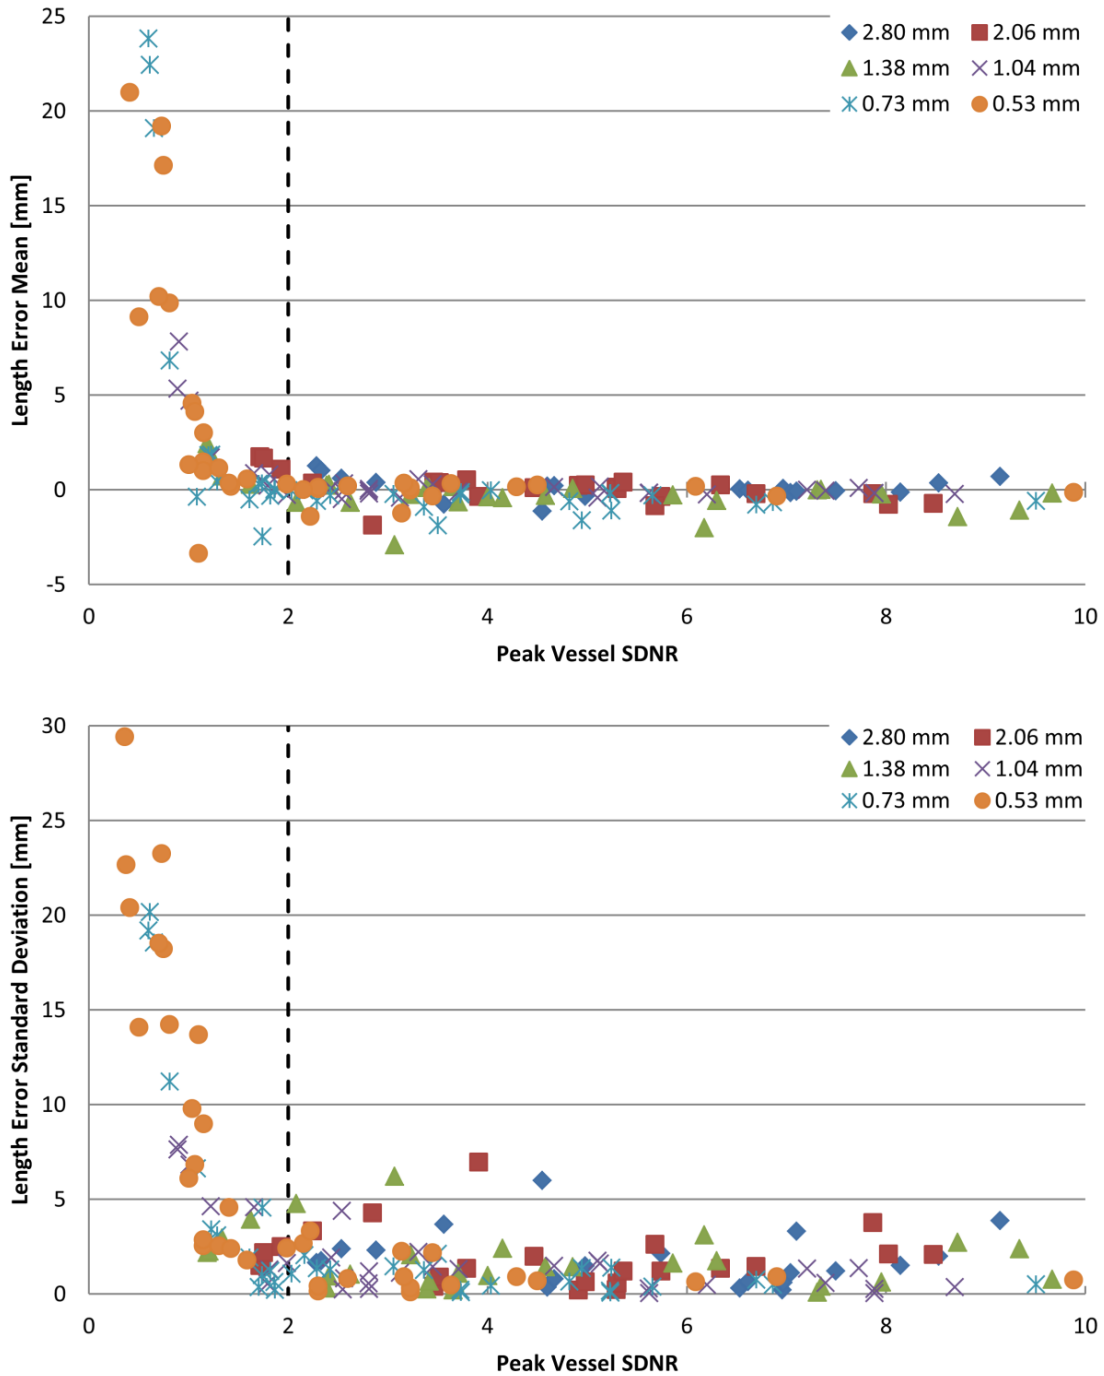 25
20
15
10
5
0
-5
Length Error Mean [mm]
2.80 mm 2.06 mm
1.38 mm 1.04 mm
0.73 mm 0.53 mm
0 2 4 6 8 10
Peak Vessel SDNR
30
25
20
15
10
5
0
Length Error Standard Deviation [mm]
2.80 mm 2.06 mm
1.38 mm 1.04 mm
0.73 mm 0.53 mm
0 2 4 6 8 10
Peak Vessel SDNR